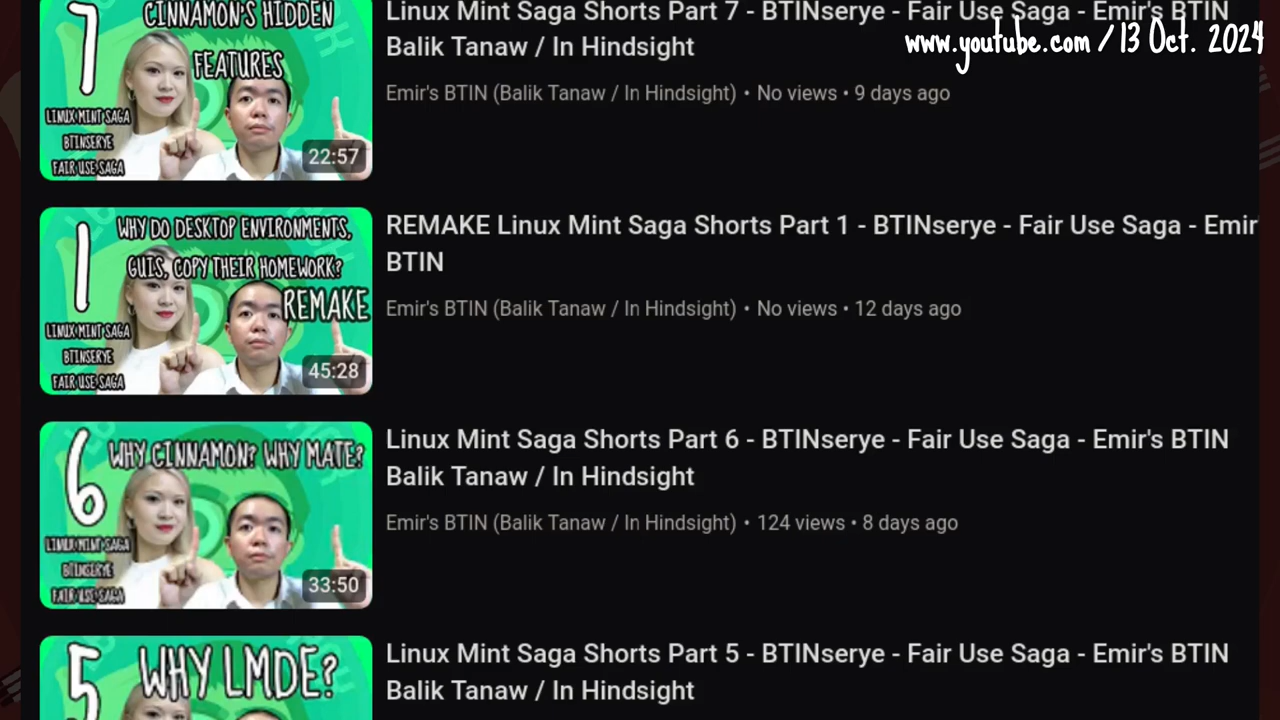 www.youtube.com / 13 Oct. 2024
7
CINNAMON'S HIDDEN
FEATURES
LINUX MINT SAGA
BTINSERYE
FAIR USE SAGA
22:57
Linux Mint Saga Shorts Part 7 - BTINserye - Fair Use Saga - Emir's BTIN
Balik Tanaw / In Hindsight
Emir's BTIN (Balik Tanaw / In Hindsight) • No views • 9 days ago
1
WHY DO DESKTOP ENVIRONMENTS,
GUIS, COPY THEIR HOMEWORK?
REMAKE
LINUX MINT SAGA
BTINSERYE
FAIR USE SAGA
45:28
REMAKE Linux Mint Saga Shorts Part 1 - BTINserye - Fair Use Saga - Emir
BTIN
Emir's BTIN (Balik Tanaw / In Hindsight) • No views • 12 days ago
6
WHY CINNAMON? WHY MATE?
LINUX MINT SAGA
BTINSERYE
FAIR USE SAGA
33:50
Linux Mint Saga Shorts Part 6 - BTINserye - Fair Use Saga - Emir's BTIN
Balik Tanaw / In Hindsight
Emir's BTIN (Balik Tanaw / In Hindsight) • 124 views • 8 days ago
5
WHY LMDE?
Linux Mint Saga Shorts Part 5 - BTINserye - Fair Use Saga - Emir's BTIN
Balik Tanaw / In Hindsight